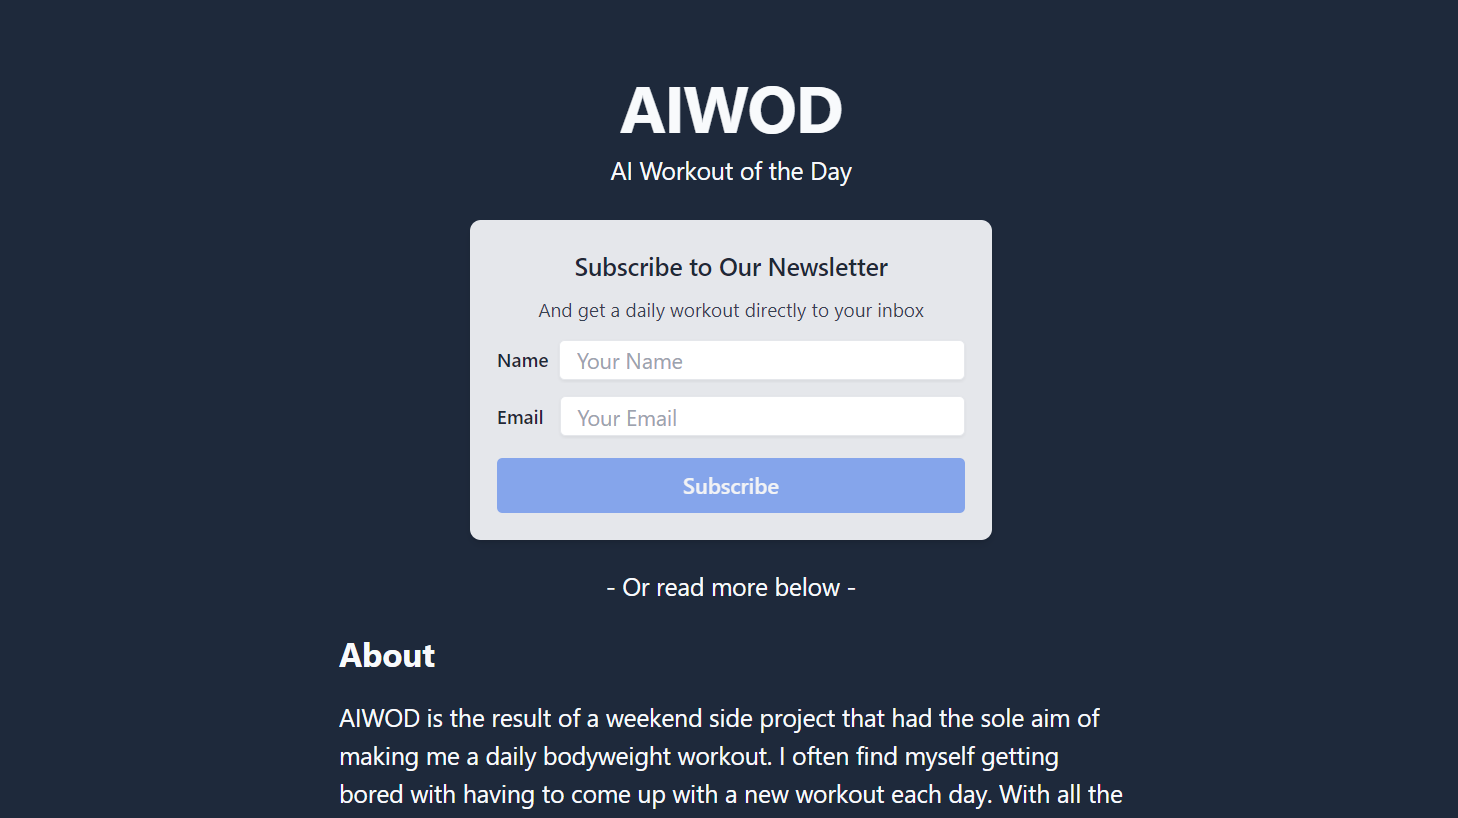 AIWOD
AI Workout of the Day
Subscribe to Our Newsletter
And get a daily workout directly to your inbox
Name
Your Name
Email
Your Email
Subscribe
- Or read more below -
About
AIWOD is the result of a weekend side project that had the sole aim of
making me a daily bodyweight workout. I often find myself getting
bored with having to come up with a new workout each day. With all the